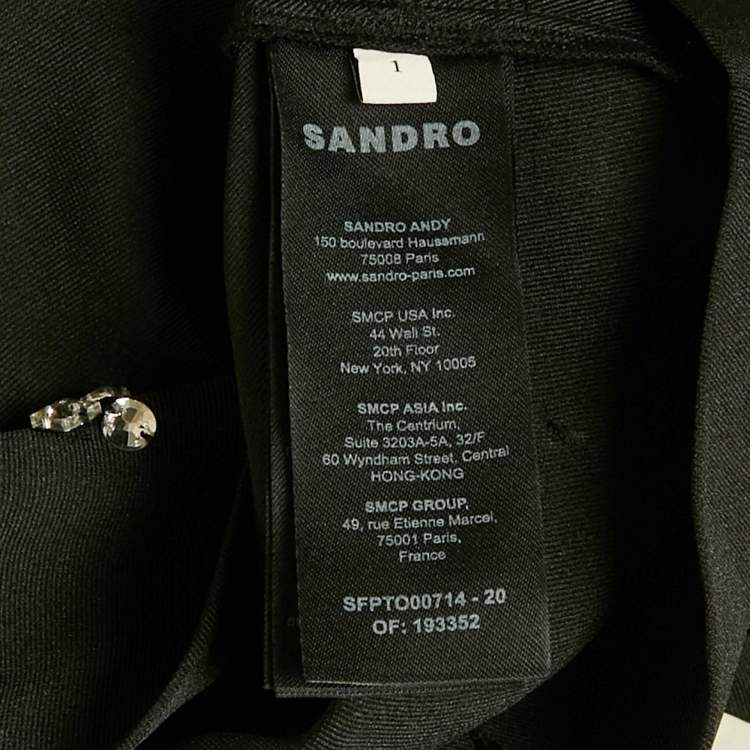 1
SANDRO
SANDRO ANDY
150 boulevard Haussmann
75008 Paris
www.sandro-paris.com
SMCP USA Inc.
44 Wall St.
20th Floor
New York, NY 10005
SMCP ASIA Inc.
The Centrium,
Suite 3203A-5A, 32/F
60 Wyndham Street, Central
HONG-KONG
SMCP GROUP,
49, rue Etienne Marcel,
75001 Paris,
France
SFPTO00714 - 20
OF: 193352